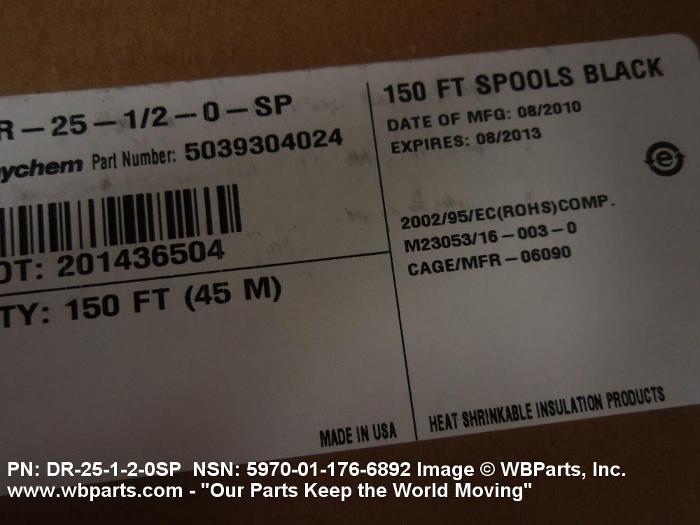 R-25-1/2-0-SP
ychem Part Number: 5039304024
OT: 201436504
TY: 150 FT (45 M)
MADE IN USA
150 FT SPOOLS BLACK
DATE OF MFG: 08/2010
EXPIRES: 08/2013
e
2002/95/EC(ROHS)COMP.
M23053/16-003-0
CAGE/MFR-06090
HEAT SHRINKABLE INSULATION PRODUCTS
PN: DR-25-1-2-0SP NSN: 5970-01-176-6892 Image © WBParts, Inc.
www.wbparts.com - "Our Parts Keep the World Moving"